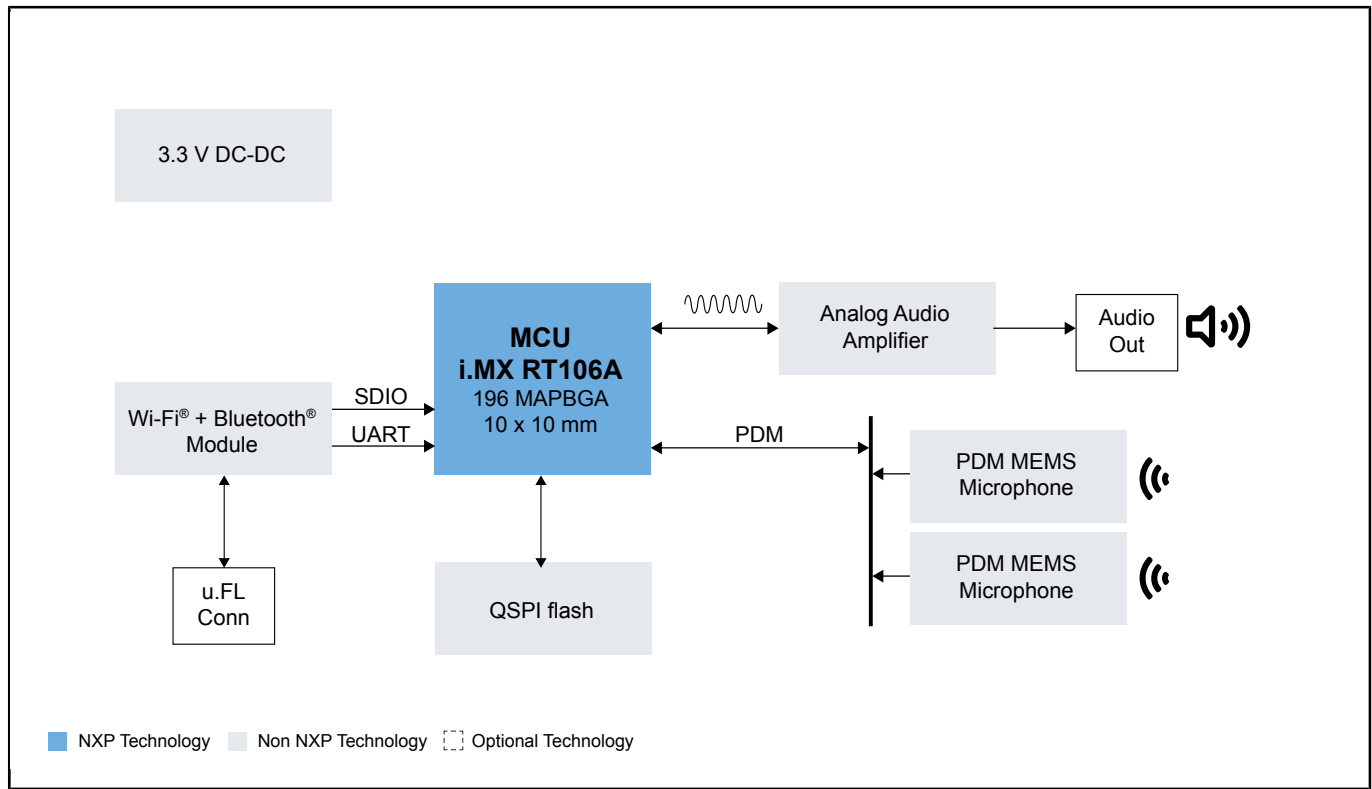 3.3 V DC-DC
MCU
i.MX RT106A
196 MAPBGA
10 x 10 mm
Analog Audio
Amplifier
Audio
Out
Wi-Fi® + Bluetooth®
Module
SDIO
UART
PDM
PDM MEMS
Microphone
PDM MEMS
Microphone
u.FL
Conn
QSPI flash
NXP Technology
Non NXP Technology
Optional Technology